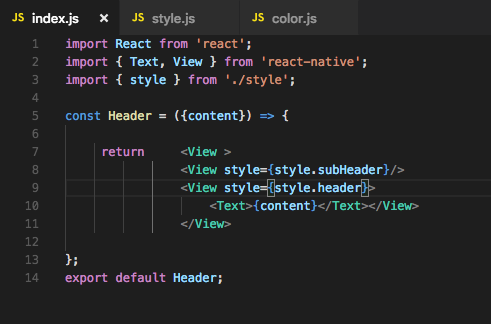 JS index.js × JS style.js JS color.js
1 import React from 'react';
2 import { Text, View } from 'react-native';
3 import { style } from './style';
4
5 const Header = ({content}) => {
6
7 return <View >
8 <View style={style.subHeader}/>
9 <View style={style.header}>
10 <Text>{content}</Text></View>
11 </View>
12
13 };
14 export default Header;